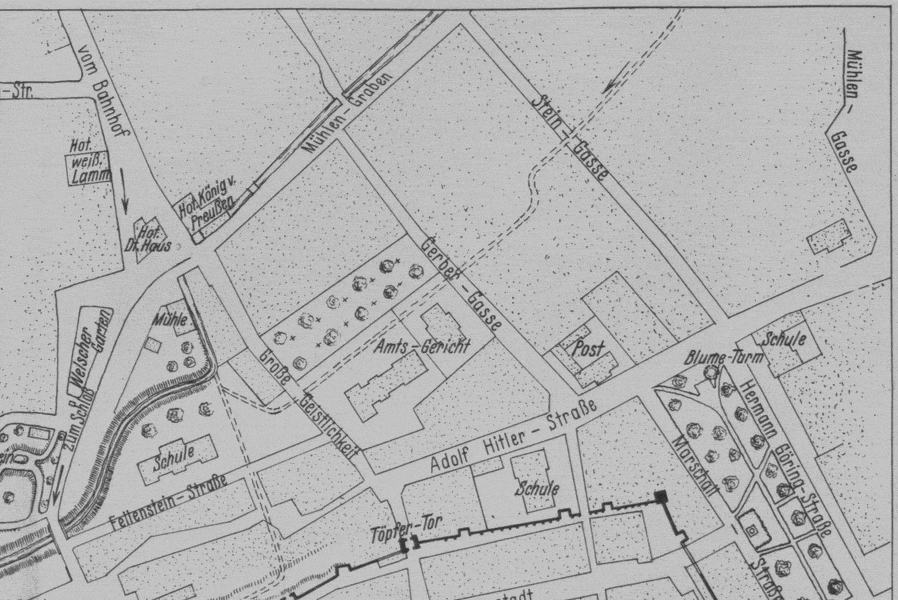 -Str.
vom Bahnhof
Hot.
weiß.
Lamm
Hot.
Dt. Haus
Hot. König v.
Preußen
Mühlen-Graben
Stein-Gasse
Mühlen-
Gasse
Gerber-Gasse
Mühle
Welscher
Garten
Zum Schloß
Große
Geistlichkeit
Amts-Gericht
Post
Schule
Blume-Turm
Hermann Göring-Straße
Marschall
Straße
Adolf Hitler-Straße
Schule
Schule
Fellenstein-Straße
Töpfer-Tor
stadt